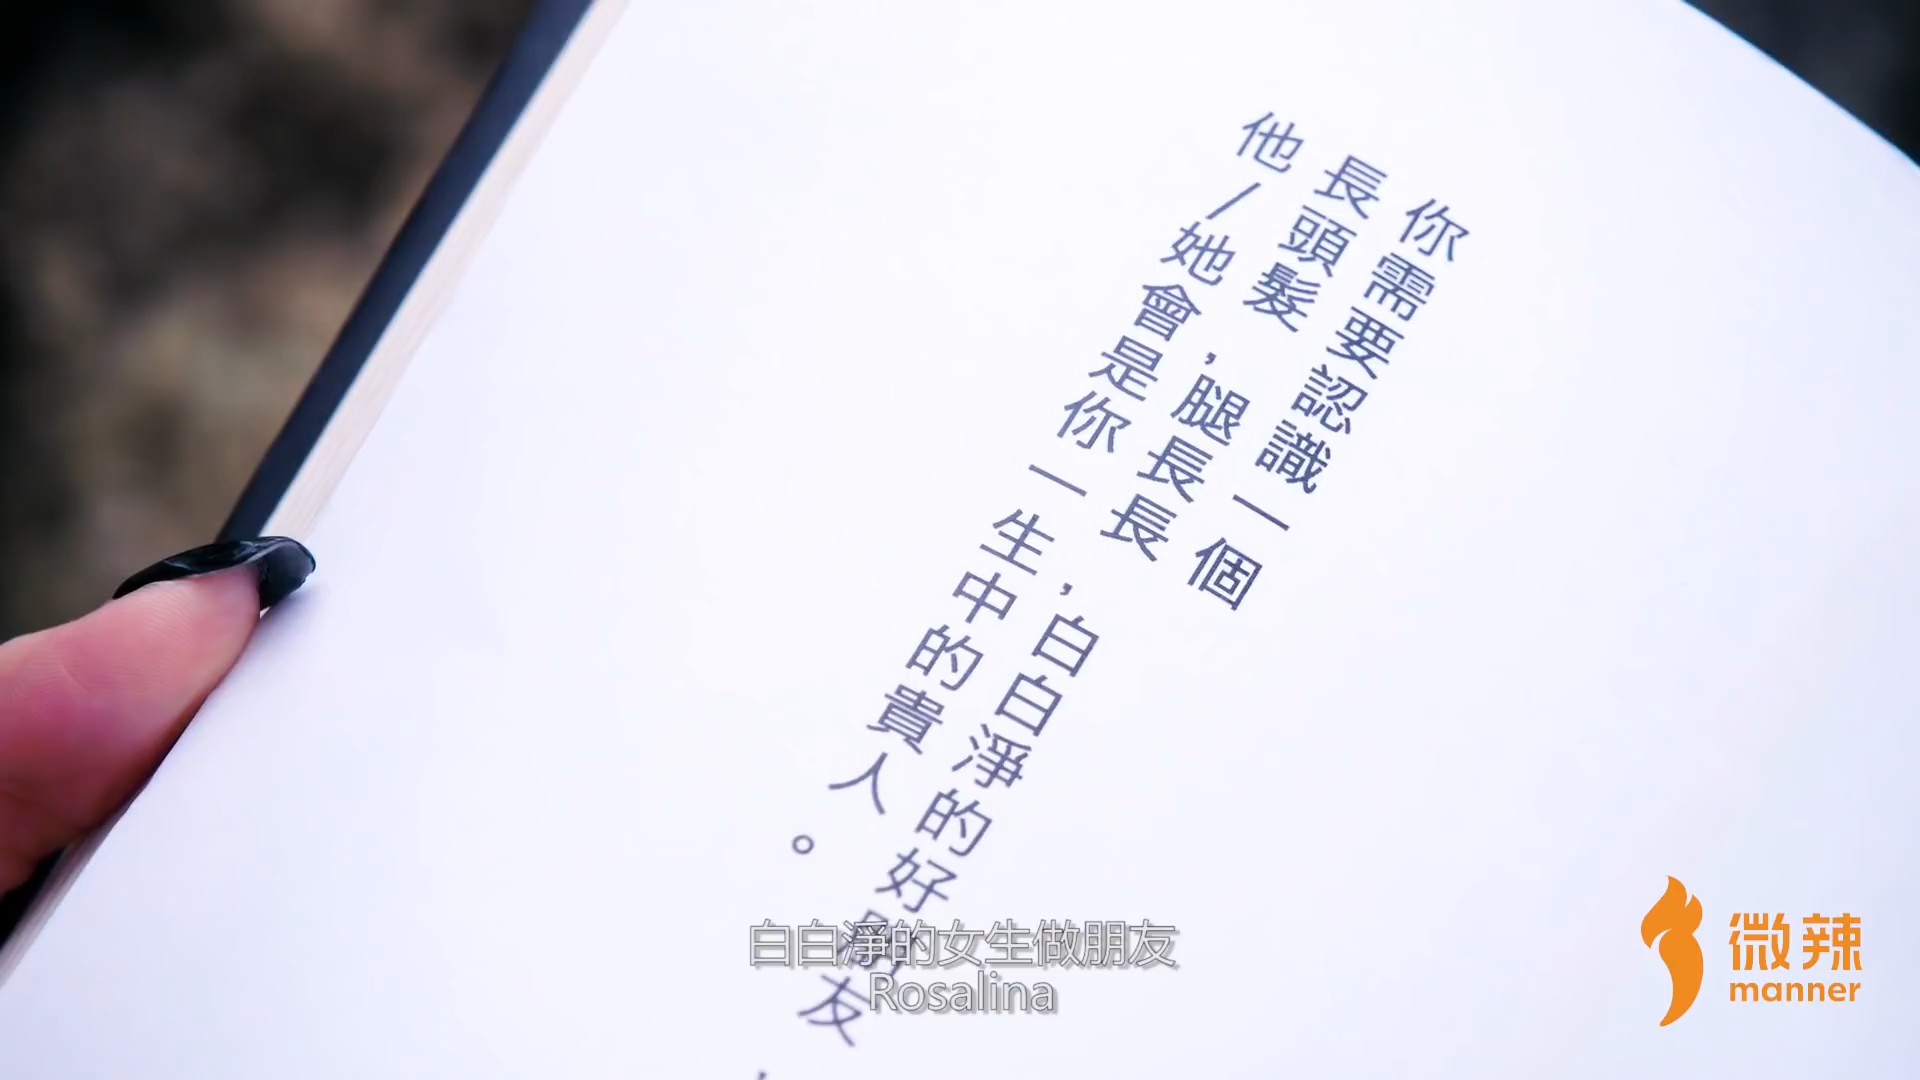 你需要認識一個
長頭髮，腿長長，白白淨的好朋友，
他/她會是你一生中的貴人。
白白淨的女生做朋友
Rosalina
微辣
manner